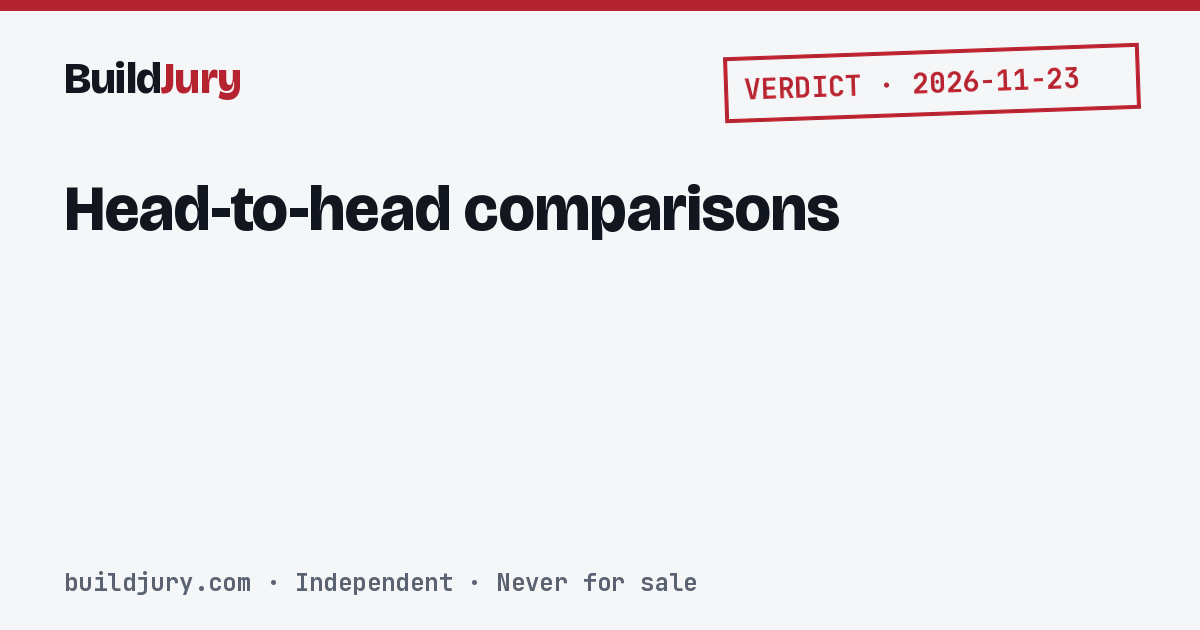 BuildJury
VERDICT · 2026-11-23
Head-to-head comparisons
buildjury.com · Independent · Never for sale